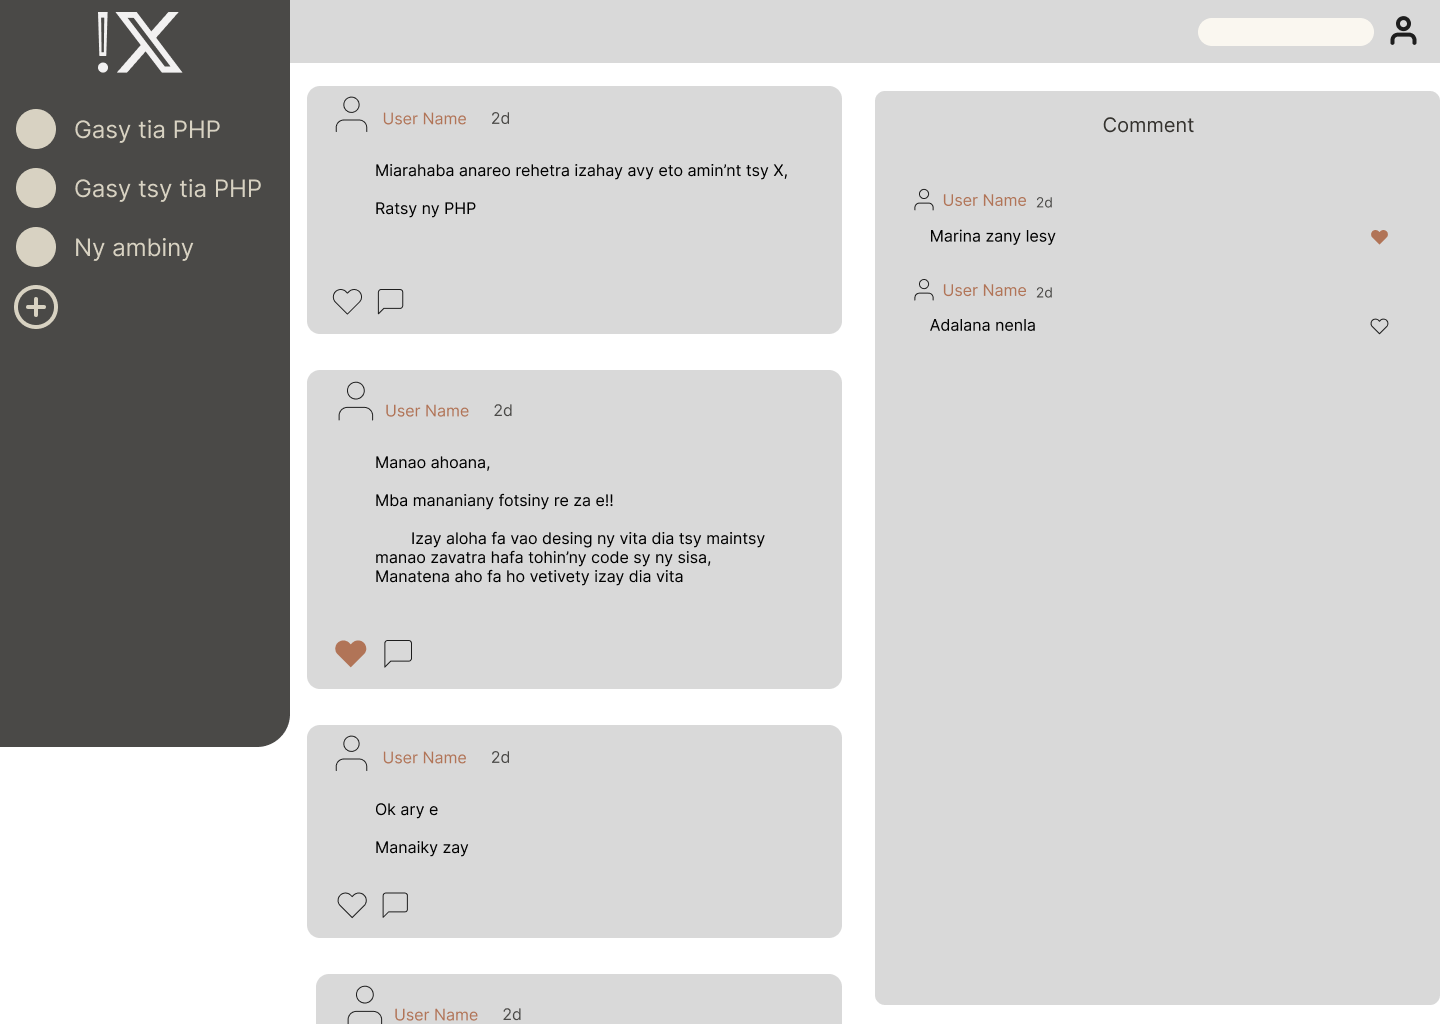 !X
Gasy tia PHP
Gasy tsy tia PHP
Ny ambiny
User Name 2d
Miarahaba anareo rehetra izahay avy eto amin’nt tsy X,
Ratsy ny PHP
User Name 2d
Manao ahoana,
Mba mananiany fotsiny re za e!!
Izay aloha fa vao desing ny vita dia tsy maintsy
manao zavatra hafa tohin’ny code sy ny sisa,
Manatena aho fa ho vetivety izay dia vita
User Name 2d
Ok ary e
Manaiky zay
User Name 2d
Comment
User Name 2d
Marina zany lesy
User Name 2d
Adalana nenla